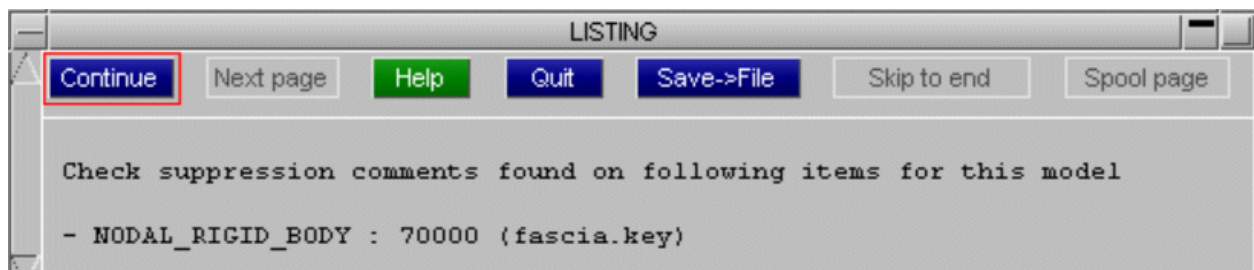 LISTING
Continue Next page Help Quit Save->File Skip to end Spool page
Check suppression comments found on following items for this model
- NODAL_RIGID_BODY : 70000 (fascia.key)